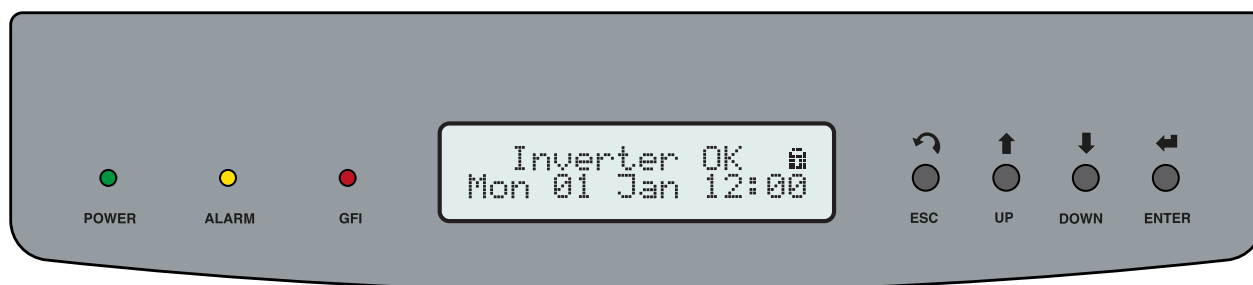 Inverter OK
Mon 01 Jan 12:00
POWER
ALARM
GFI
ESC
UP
DOWN
ENTER